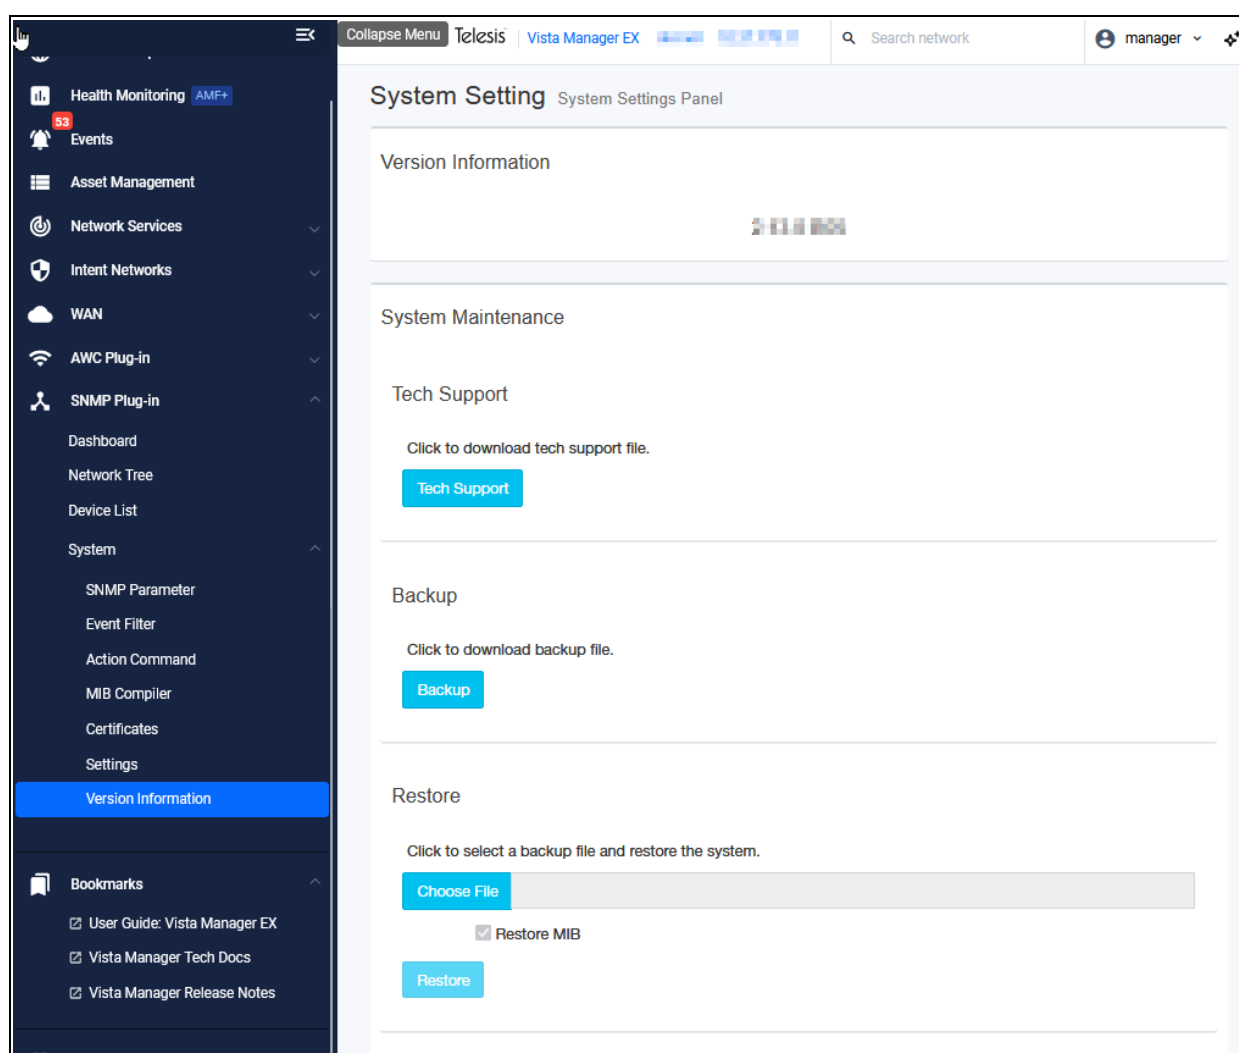 Collapse Menu
Telesis
Vista Manager EX
Search network
manager
Health Monitoring AMF+
53
Events
Asset Management
Network Services
Intent Networks
WAN
AWC Plug-in
SNMP Plug-in
Dashboard
Network Tree
Device List
System
SNMP Parameter
Event Filter
Action Command
MIB Compiler
Certificates
Settings
Version Information
Bookmarks
User Guide: Vista Manager EX
Vista Manager Tech Docs
Vista Manager Release Notes
System Setting System Settings Panel
Version Information
System Maintenance
Tech Support
Click to download tech support file.
Tech Support
Backup
Click to download backup file.
Backup
Restore
Click to select a backup file and restore the system.
Choose File
Restore MIB
Restore